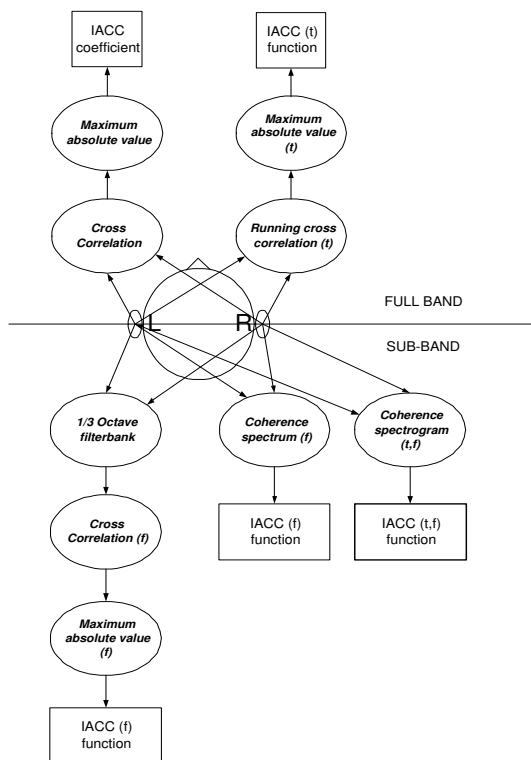 IACC
coefficient
IACC (t)
function
Maximum
absolute value
Maximum
absolute value
(t)
Cross
Correlation
Running cross
correlation (t)
FULL BAND
L
R
SUB-BAND
1/3 Octave
filterbank
Coherence
spectrum (f)
Coherence
spectrogram
(t,f)
Cross
Correlation (f)
IACC (f)
function
IACC (t,f)
function
Maximum
absolute value
(f)
IACC (f)
function